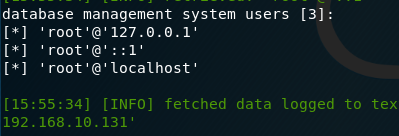 database management system users [3]:
[*] 'root'@'127.0.0.1'
[*] 'root'@'::1'
[*] 'root'@'localhost'
[15:55:34] [INFO] fetched data logged to tex
192.168.10.131'